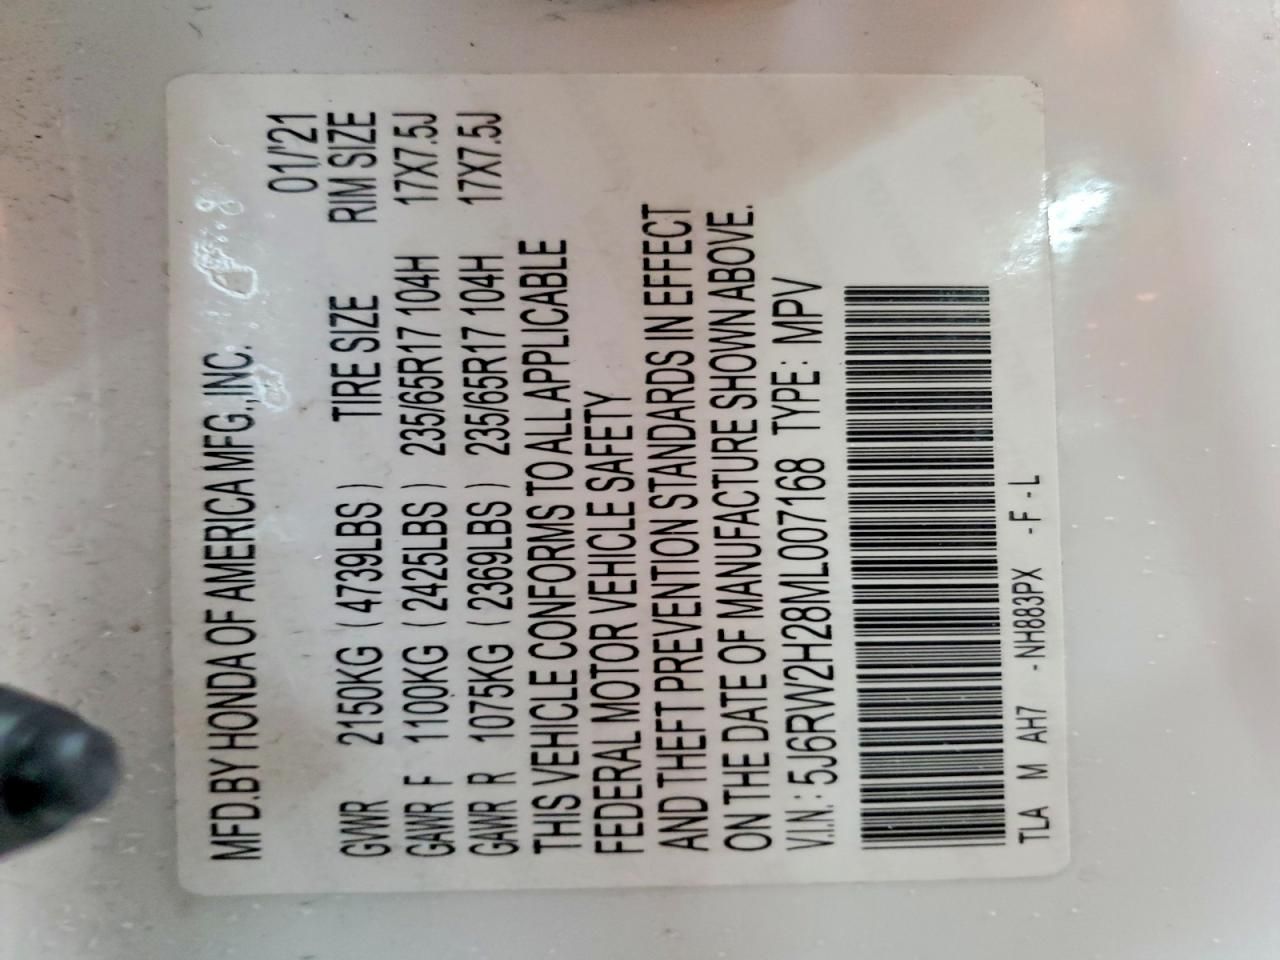 MFD.BY HONDA OF AMERICA MFG.,INC.
01/'21
GVWR 2150KG ( 4739LBS ) TIRE SIZE RIM SIZE
GAWR F 1100KG ( 2425LBS ) 235/65R17 104H 17X7.5J
GAWR R 1075KG ( 2369LBS ) 235/65R17 104H 17X7.5J
THIS VEHICLE CONFORMS TO ALL APPLICABLE
FEDERAL MOTOR VEHICLE SAFETY
AND THEFT PREVENTION STANDARDS IN EFFECT
ON THE DATE OF MANUFACTURE SHOWN ABOVE.
V.I.N.: 5J6RW2H28ML007168 TYPE: MPV
TLA M AH7 -NH883PX -F-L